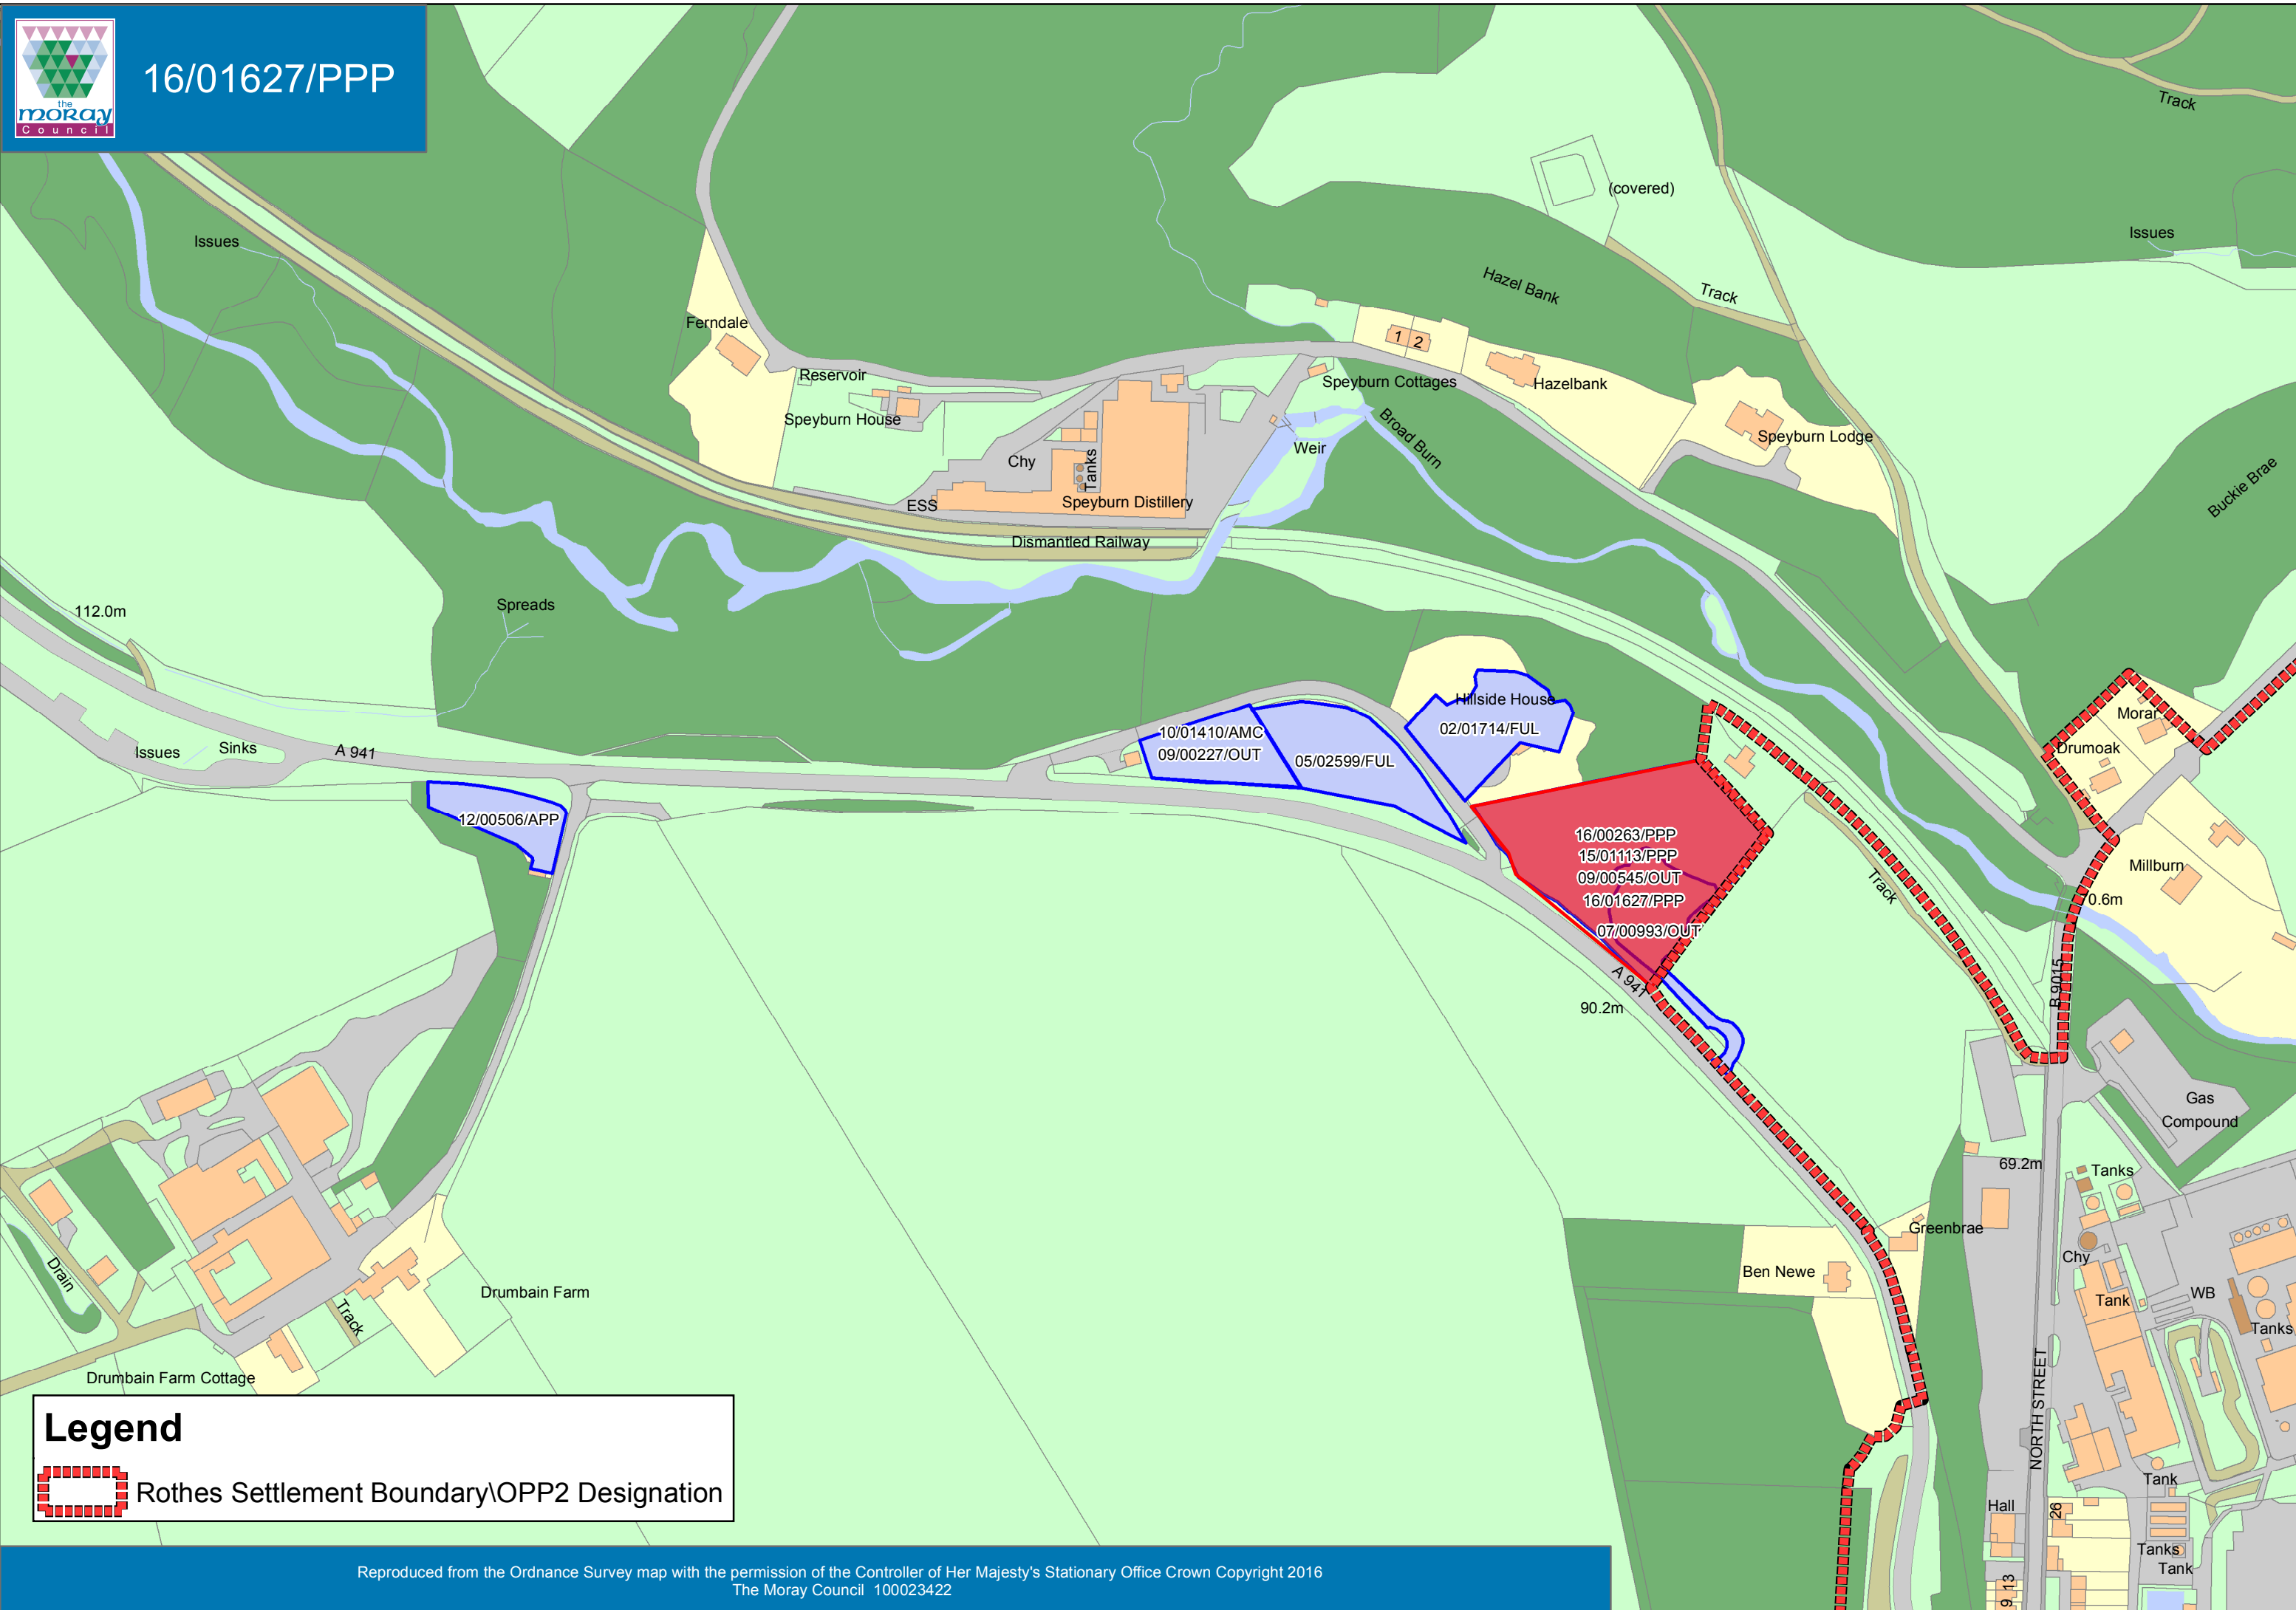 the
moray
Council
16/01627/PPP
Track
(covered)
Issues
Issues
Hazel Bank
Track
Ferndale
1
2
Reservoir
Speyburn Cottages
Hazelbank
Speyburn House
Broad Burn
Speyburn Lodge
Weir
Chy
Tanks
Buckie Brae
ESS
Speyburn Distillery
Dismantled Railway
112.0m
Spreads
Hillside House
02/01714/FUL
Moray
Drumoak
Issues
Sinks
A 941
10/01410/AMC
09/00227/OUT
05/02599/FUL
12/00506/APP
16/00263/PPP
15/01113/PPP
09/00545/OUT
16/01627/PPP
07/00993/OUT
Track
Millburn
70.6m
A 941
90.2m
B 9015
Gas
Compound
69.2m
Tanks
Greenbrae
Chy
Ben Newe
Tank
WB
Tanks
Drain
Track
Drumbain Farm
Drumbain Farm Cottage
NORTH STREET
Tank
Hall
26
Tanks
Tank
13
9
Legend
Rothes Settlement Boundary\OPP2 Designation
Reproduced from the Ordnance Survey map with the permission of the Controller of Her Majesty's Stationary Office Crown Copyright 2016
The Moray Council 100023422